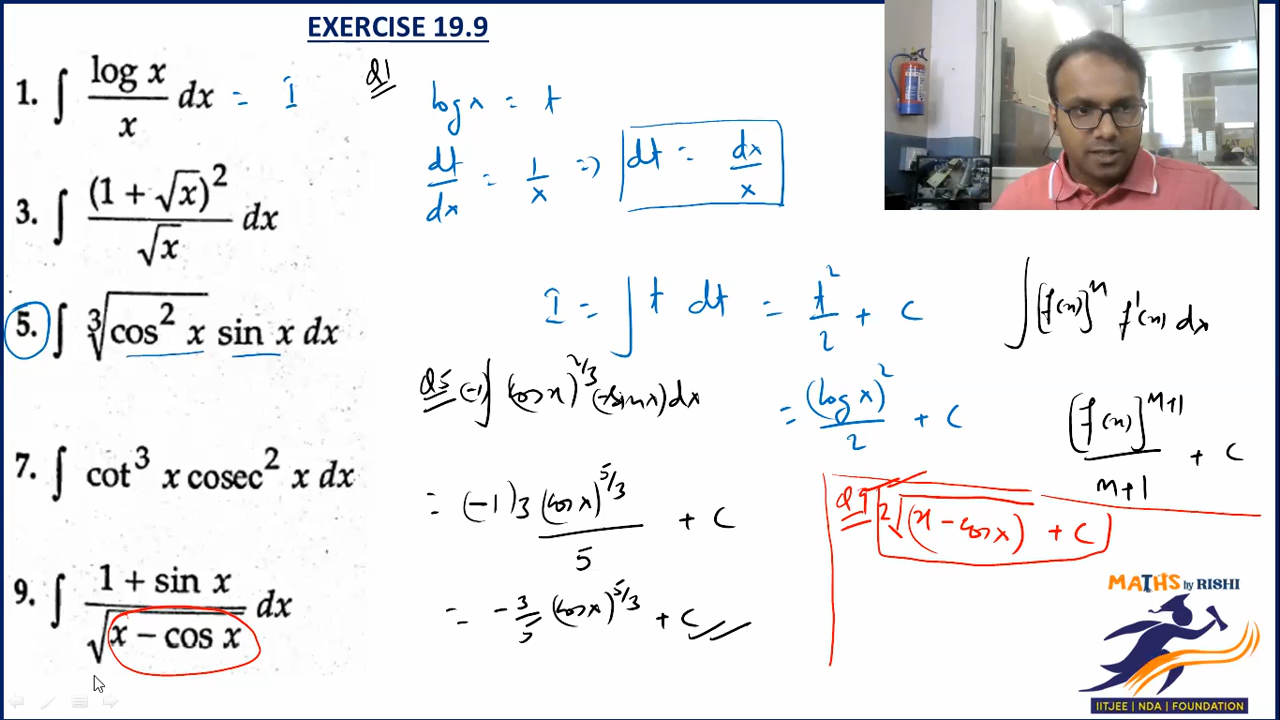 EXERCISE 19.9
1. ∫ log x / x dx = I
3. ∫ (1 + √x)² / √x dx
5. ∫ ∛(cos² x) sin x dx
7. ∫ cot³ x cosec² x dx
9. ∫ (1 + sin x) / √(x − cos x) dx
Q1
log x = t
dt/dx = 1/x ⇒ dt = dx/x
I = ∫ t dt = t²/2 + C
= (log x)²/2 + C
Q5 (-1) ∫ (cos x)^2/3 (-sin x) dx
= (-1) 3 (cos x)^5/3 / 5 + C
= -3/5 (cos x)^5/3 + C
∫ [f(x)]^n f'(x) dx
[f(x)]^n+1 / n+1 + C
Q9 2√(x - cos x) + C
MATHS by RISHI
IITJEE | NDA | FOUNDATION